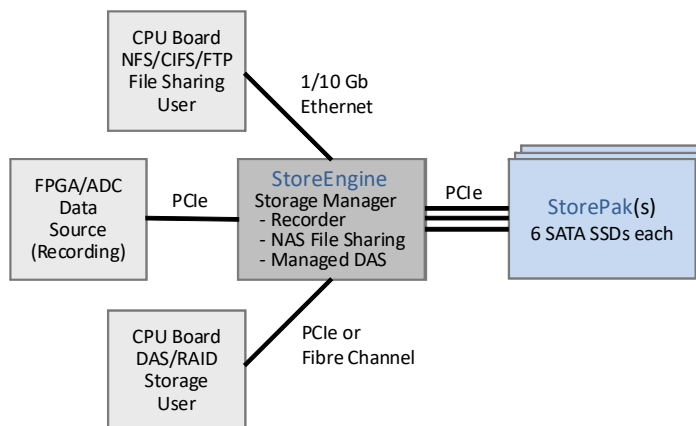 CPU Board
NFS/CIFS/FTP
File Sharing
User
1/10 Gb
Ethernet
FPGA/ADC
Data
Source
(Recording)
PCIe
StoreEngine
Storage Manager
- Recorder
- NAS File Sharing
- Managed DAS
PCIe
StorePak(s)
6 SATA SSDs each
CPU Board
DAS/RAID
Storage
User
PCIe or
Fibre Channel